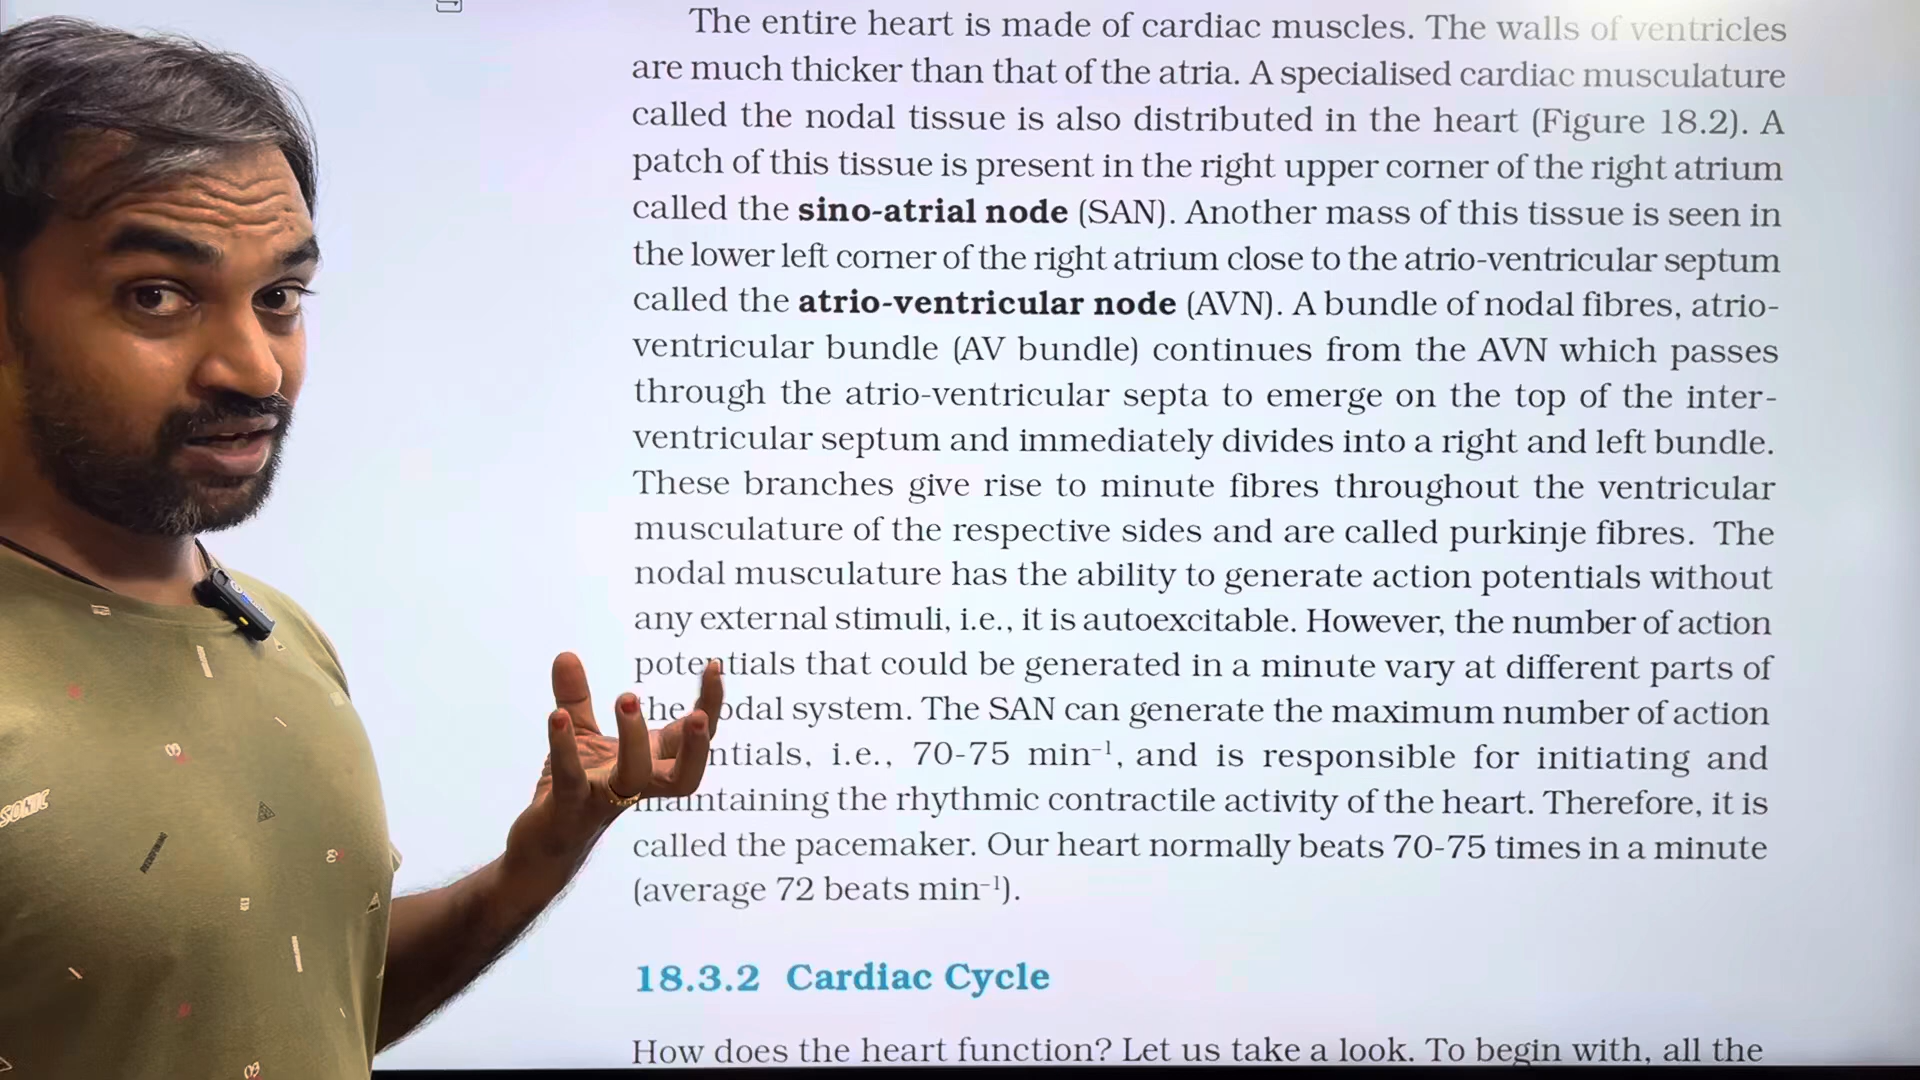 The entire heart is made of cardiac muscles. The walls of ventricles
are much thicker than that of the atria. A specialised cardiac musculature
called the nodal tissue is also distributed in the heart (Figure 18.2). A
patch of this tissue is present in the right upper corner of the right atrium
called the sino-atrial node (SAN). Another mass of this tissue is seen in
the lower left corner of the right atrium close to the atrio-ventricular septum
called the atrio-ventricular node (AVN). A bundle of nodal fibres, atrio-
ventricular bundle (AV bundle) continues from the AVN which passes
through the atrio-ventricular septa to emerge on the top of the inter-
ventricular septum and immediately divides into a right and left bundle.
These branches give rise to minute fibres throughout the ventricular
musculature of the respective sides and are called purkinje fibres. The
nodal musculature has the ability to generate action potentials without
any external stimuli, i.e., it is autoexcitable. However, the number of action
potentials that could be generated in a minute vary at different parts of
he odal system. The SAN can generate the maximum number of action
ntials, i.e., 70-75 min⁻¹, and is responsible for initiating and
maintaining the rhythmic contractile activity of the heart. Therefore, it is
called the pacemaker. Our heart normally beats 70-75 times in a minute
(average 72 beats min⁻¹).
18.3.2 Cardiac Cycle
How does the heart function? Let us take a look. To begin with, all the
SONIC